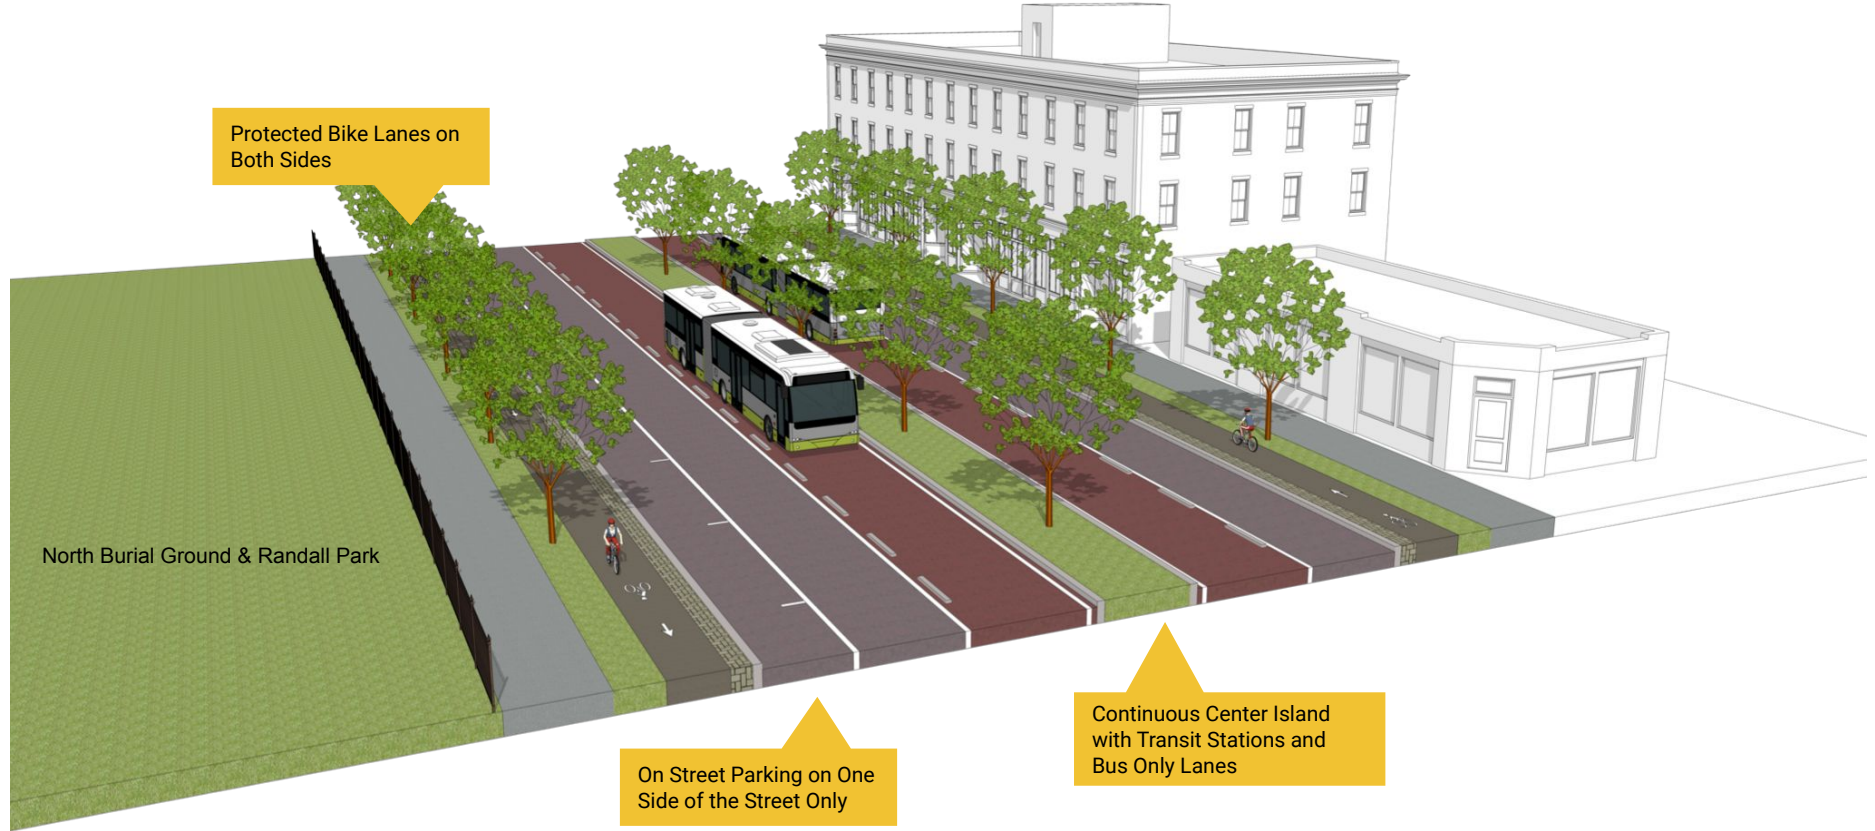 Protected Bike Lanes on
Both Sides
North Burial Ground & Randall Park
On Street Parking on One
Side of the Street Only
Continuous Center Island
with Transit Stations and
Bus Only Lanes